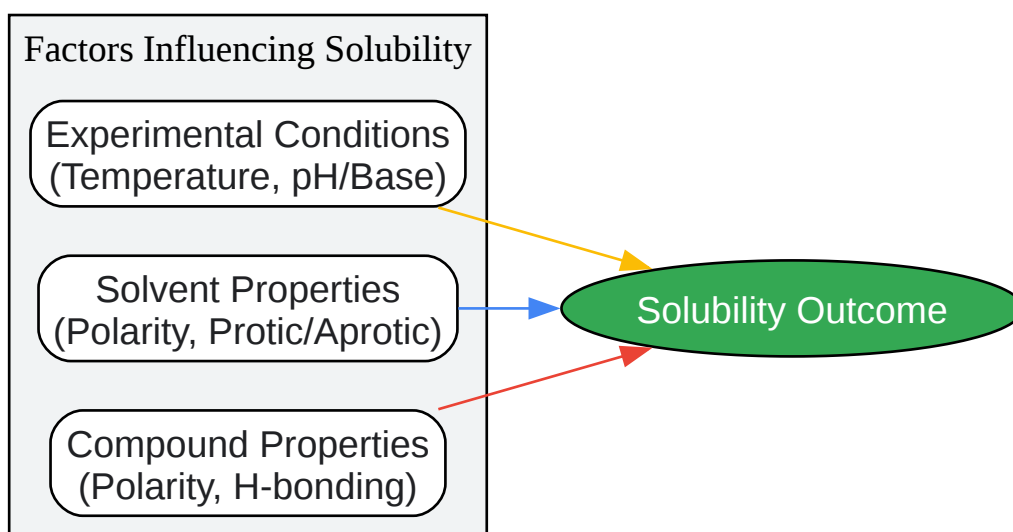 Factors Influencing Solubility
Experimental Conditions
(Temperature, pH/Base)
Solvent Properties
(Polarity, Protic/Aprotic)
Solubility Outcome
Compound Properties
(Polarity, H-bonding)